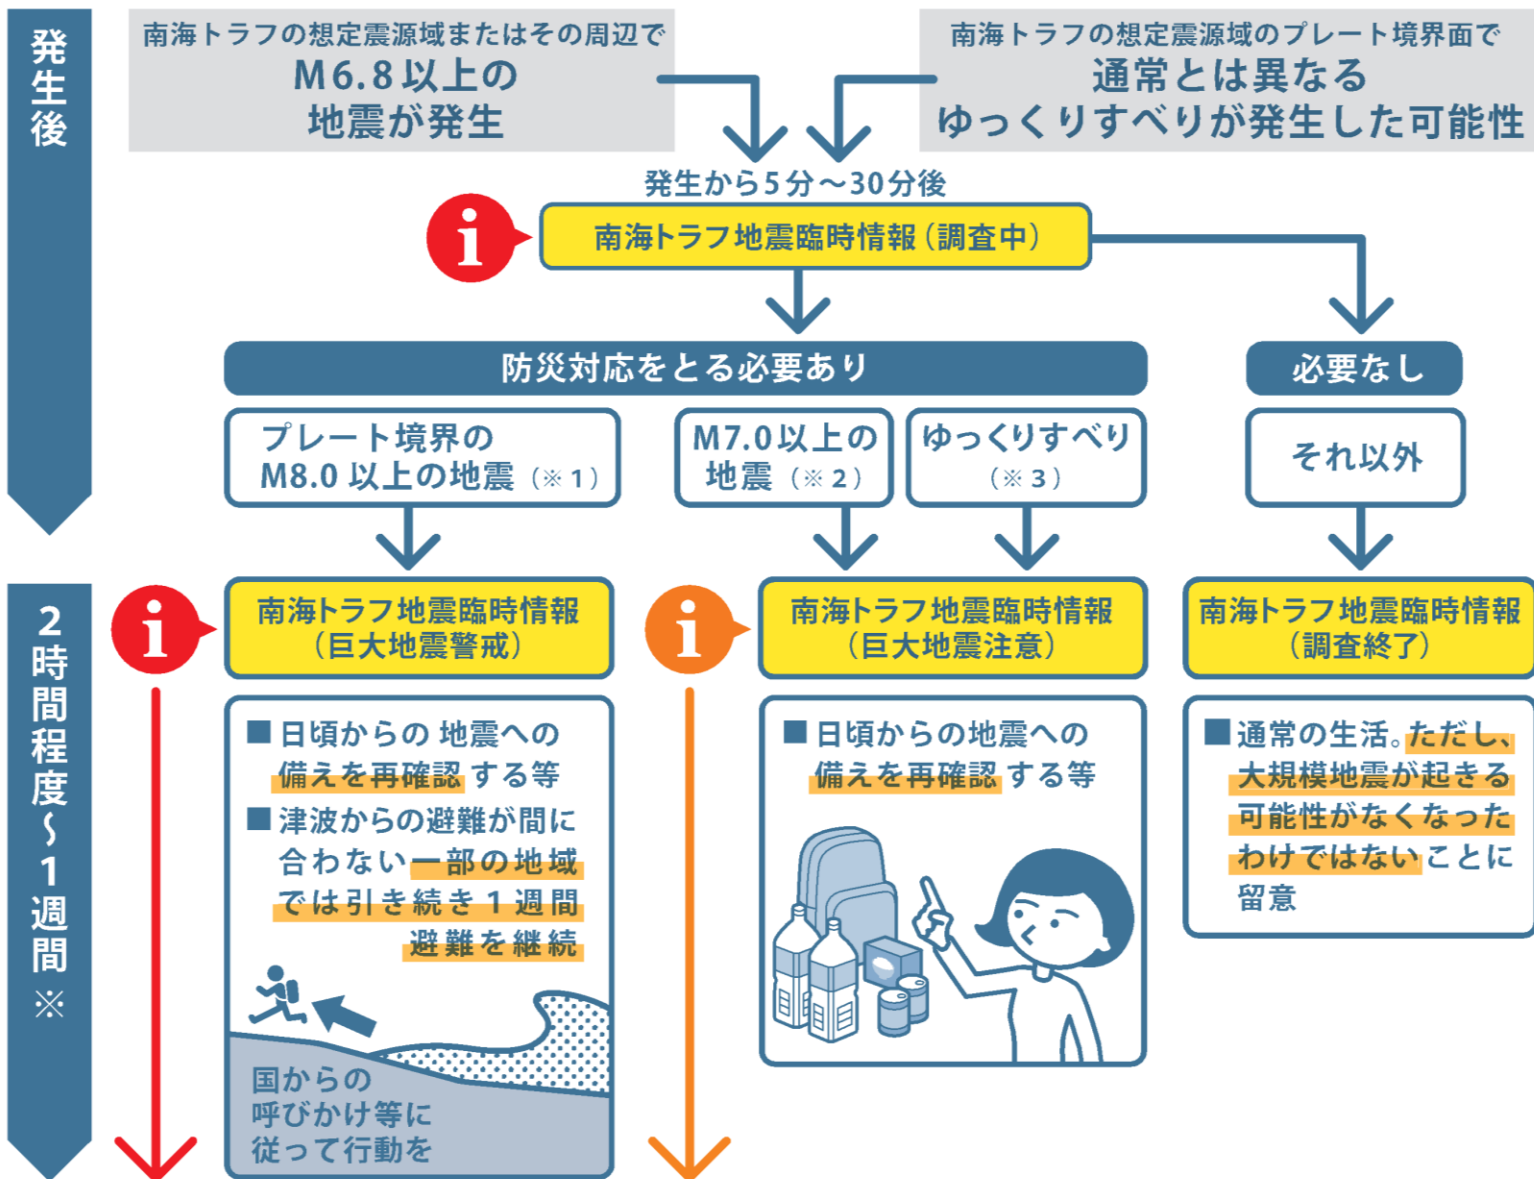 発生後
南海トラフの想定震源域またはその周辺で
M6.8以上の
地震が発生
南海トラフの想定震源域のプレート境界面で
通常とは異なる
ゆっくりすべりが発生した可能性
発生から5分～30分後
i
南海トラフ地震臨時情報(調査中)
防災対応をとる必要あり
必要なし
プレート境界の
M8.0以上の地震(※1)
M7.0以上の
地震(※2)
ゆっくりすべり
(※3)
それ以外
2時間程度～1週間※
i
南海トラフ地震臨時情報
(巨大地震警戒)
i
南海トラフ地震臨時情報
(巨大地震注意)
南海トラフ地震臨時情報
(調査終了)
■日頃からの 地震への
備えを再確認 する等
■津波からの避難が間に
合わない一部の地域
では引き続き1週間
避難を継続
国からの
呼びかけ等に
従って行動を
■日頃からの地震への
備えを再確認 する等
■通常の生活。ただし、
大規模地震が起きる
可能性がなくなった
わけではないことに
留意